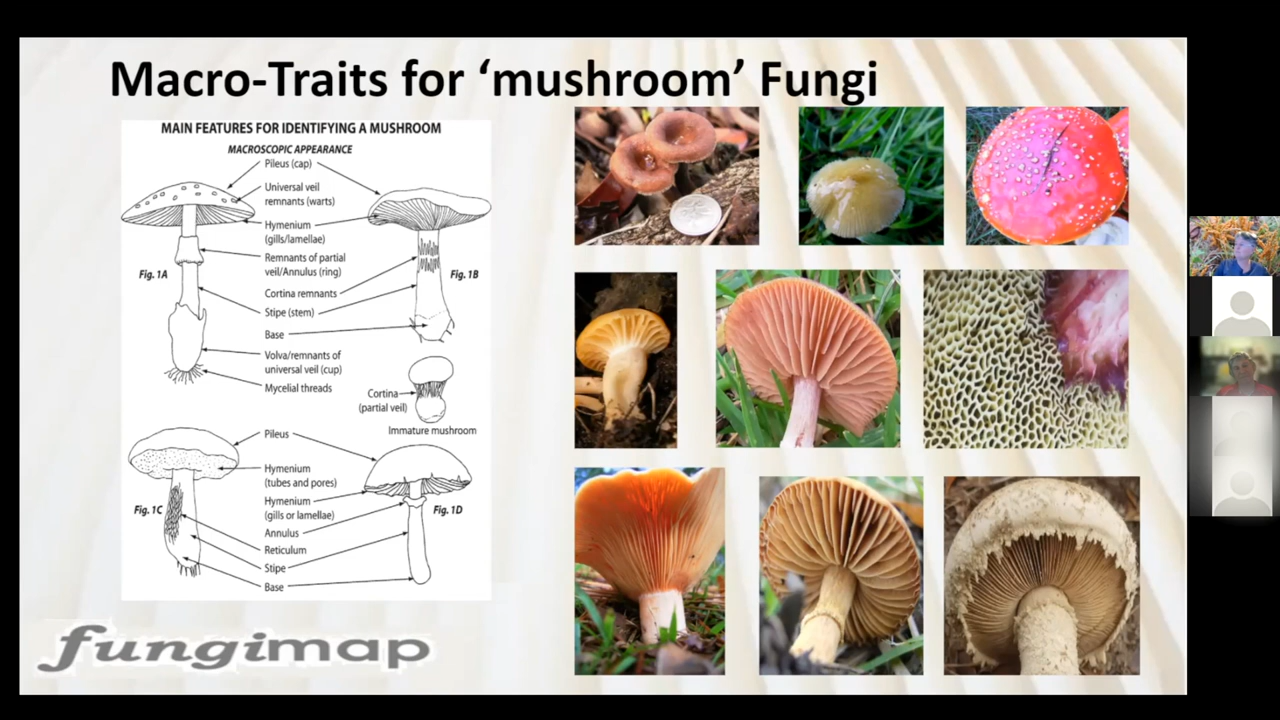 Macro-Traits for ‘mushroom’ Fungi
MAIN FEATURES FOR IDENTIFYING A MUSHROOM
MACROSCOPIC APPEARANCE
Pileus (cap)
Universal veil
remnants (warts)
Hymenium
(gills/lamellae)
Remnants of partial
veil/Annulus (ring)
Fig. 1A
Fig. 1B
Cortina remnants
Stipe (stem)
Base
Volva/remnants of
universal veil (cup)
Mycelial threads
Cortina
(partial veil)
Immature mushroom
Pileus
Hymenium
(tubes and pores)
Hymenium
(gills or lamellae)
Fig. 1C
Fig. 1D
Annulus
Reticulum
Stipe
Base
fungimap